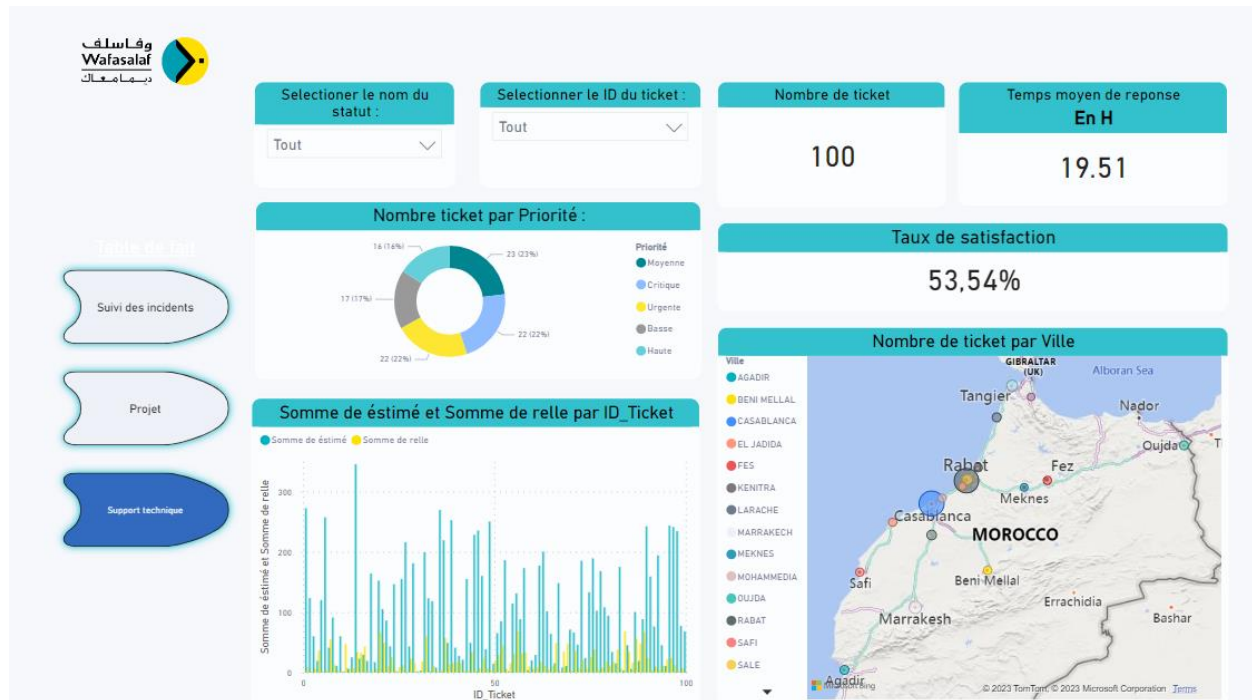 وفاسلف
Wafasalaf
ديما معاك
Selectioner le nom du
statut :
Tout
Selectionner le ID du ticket :
Tout
Nombre de ticket
100
Temps moyen de reponse
En H
19.51
Nombre ticket par Priorité :
16 (16%)
23 (23%)
17 (17%)
22 (22%)
22 (22%)
Priorité
Moyenne
Critique
Urgente
Basse
Haute
Taux de satisfaction
53,54%
Table de fait
Suivi des incidents
Projet
Support technique
Somme de éstimé et Somme de relle par ID_Ticket
Somme de éstimé
Somme de relle
Somme de éstimé et Somme de relle
300
200
100
0
0
50
100
ID_Ticket
Nombre de ticket par Ville
Ville
AGADIR
BENI MELLAL
CASABLANCA
EL JADIDA
FES
KENITRA
LARACHE
MARRAKECH
MEKNES
MOHAMMEDIA
OUJDA
RABAT
SAFI
SALE
GIBRALTAR
(UK)
Alboran Sea
Tangier
Nador
Oujda
T
Rabat
Fez
Meknes
Casablanca
MOROCCO
Safi
Beni Mellal
Errachidia
Bashar
Marrakesh
Agadir
Microsoft Bing
© 2023 TomTom, © 2023 Microsoft Corporation
Terms